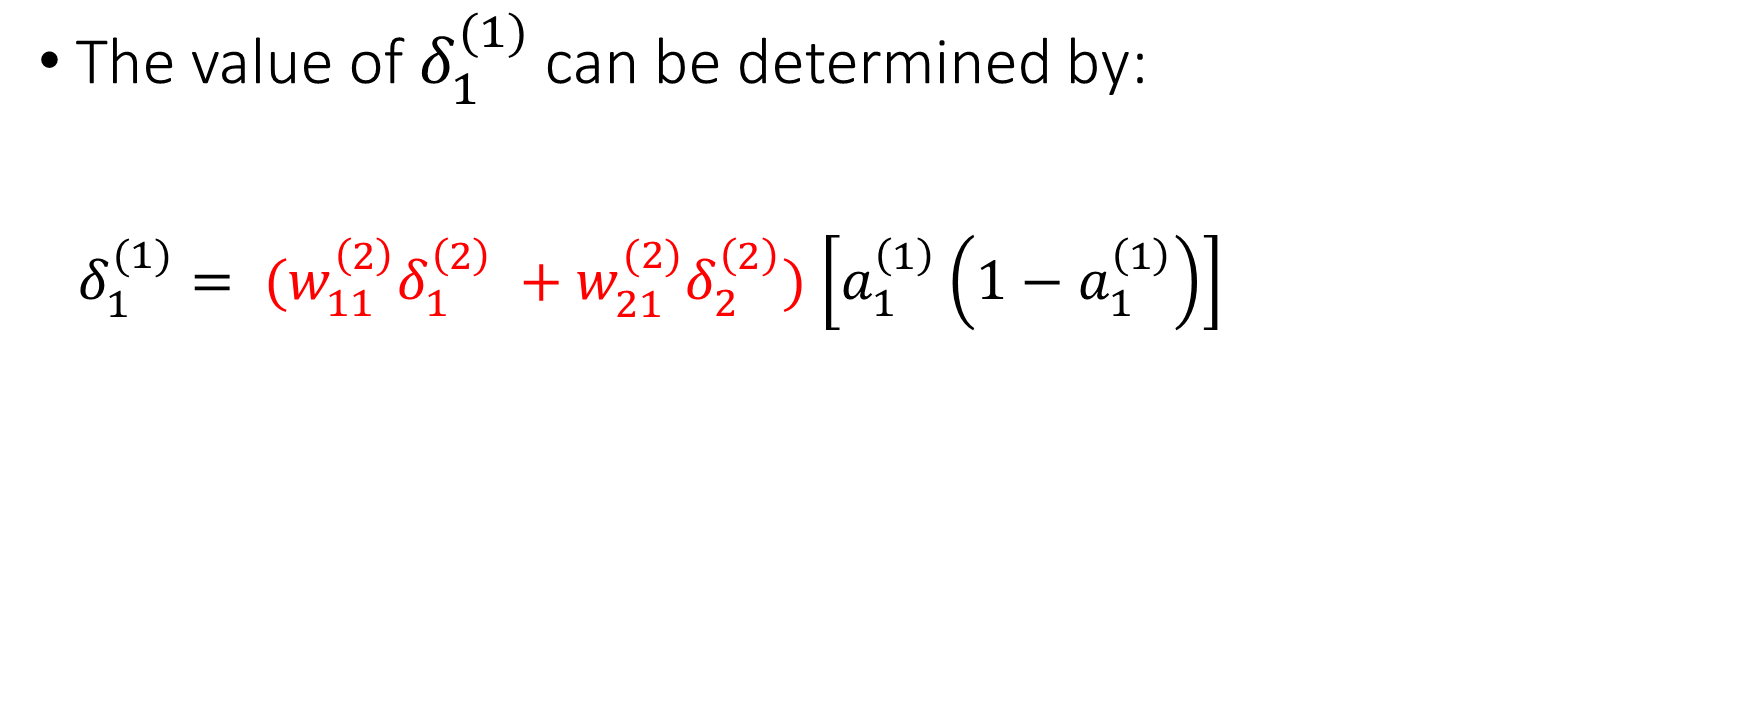 • The value of δ₁⁽¹⁾ can be determined by:
δ₁⁽¹⁾ = (w₁₁⁽²⁾δ₁⁽²⁾ + w₂₁⁽²⁾δ₂⁽²⁾) [a₁⁽¹⁾ (1 − a₁⁽¹⁾)]